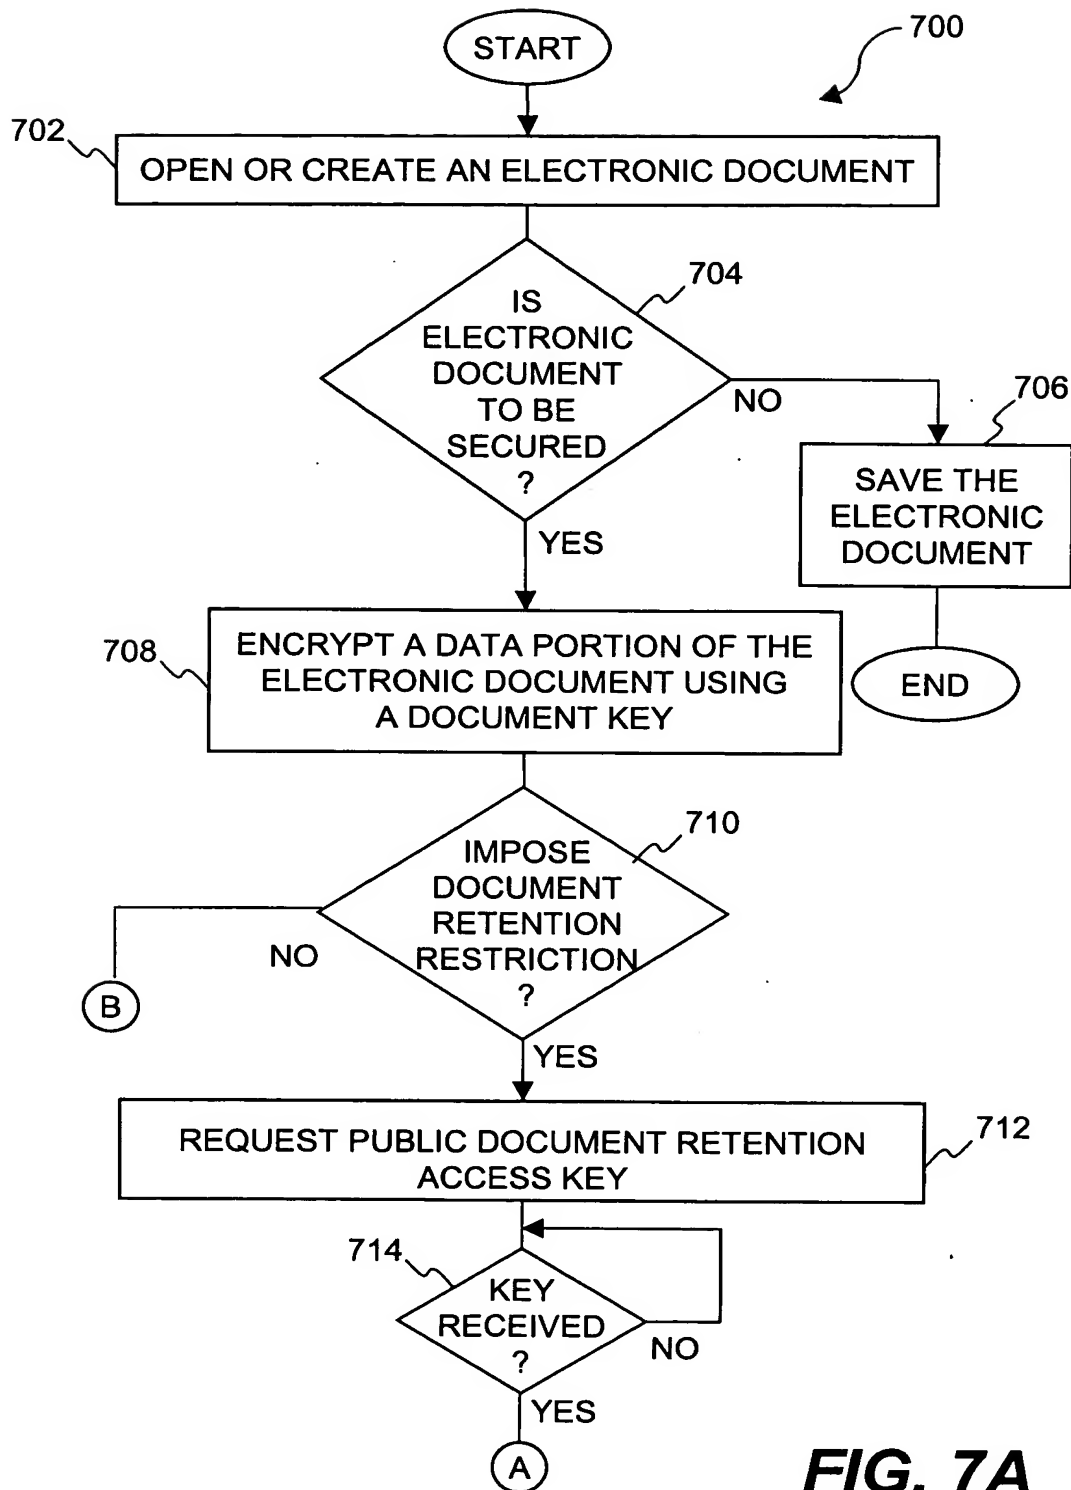 START
700
702
OPEN OR CREATE AN ELECTRONIC DOCUMENT
704
IS
ELECTRONIC
DOCUMENT
TO BE
SECURED
?
NO
706
SAVE THE
ELECTRONIC
DOCUMENT
YES
END
708
ENCRYPT A DATA PORTION OF THE
ELECTRONIC DOCUMENT USING
A DOCUMENT KEY
710
IMPOSE
DOCUMENT
RETENTION
RESTRICTION
?
NO
B
YES
712
REQUEST PUBLIC DOCUMENT RETENTION
ACCESS KEY
714
KEY
RECEIVED
?
NO
YES
A
FIG. 7A